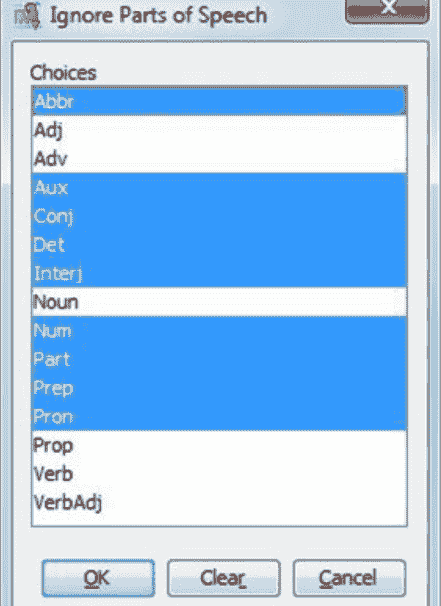 Ignore Parts of Speech
Choices
Abbr
Adj
Adv
Aux
Conj
Det
Interj
Noun
Num
Part
Prep
Pron
Prop
Verb
VerbAdj
OK Clear Cancel